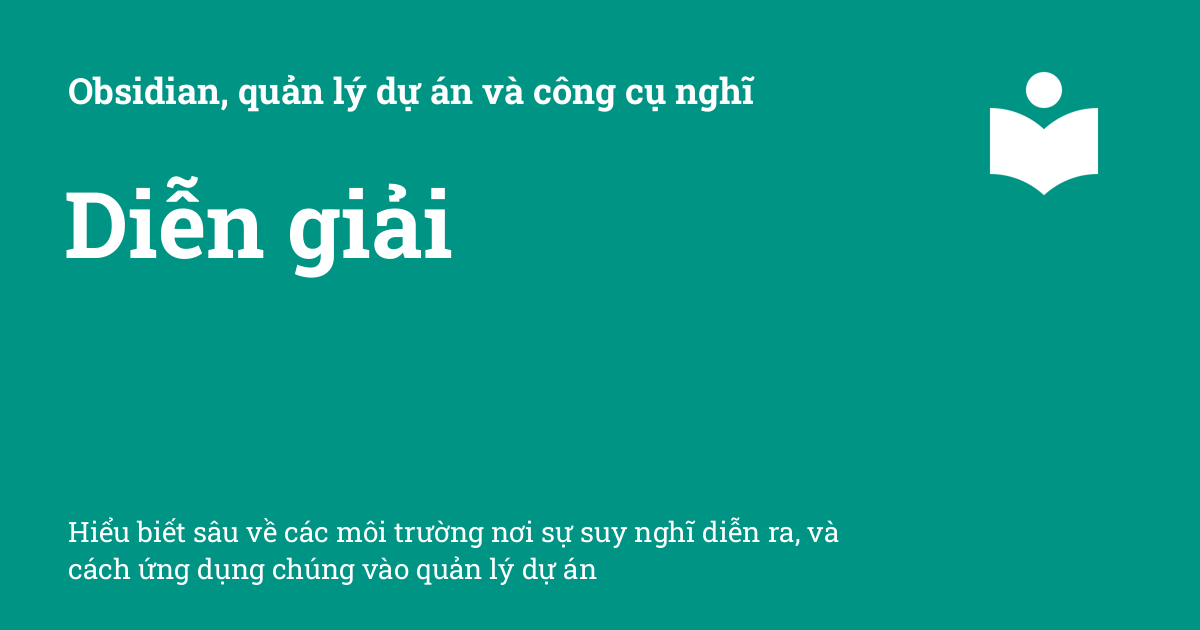 Obsidian, quản lý dự án và công cụ nghĩ
Diễn giải
Hiểu biết sâu về các môi trường nơi sự suy nghĩ diễn ra, và
cách ứng dụng chúng vào quản lý dự án